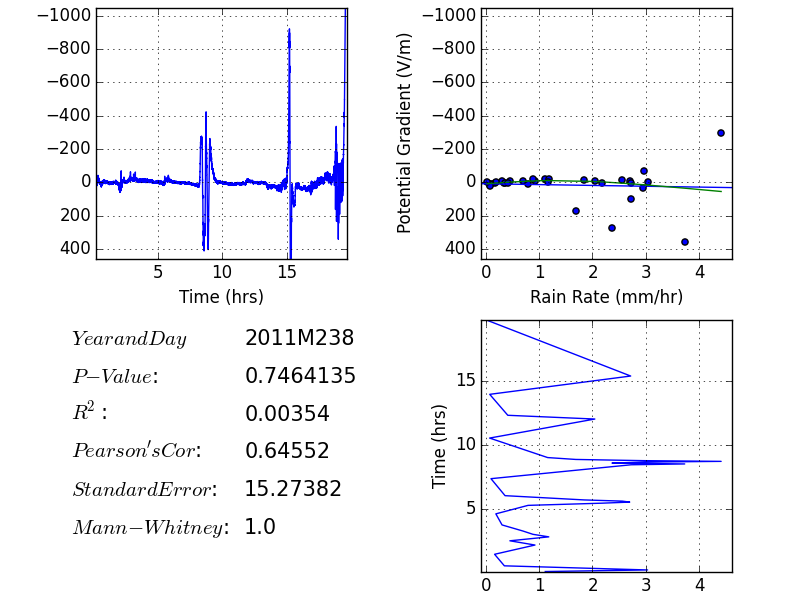 −1000
−800
−600
−400
−200
0
200
400
5 10 15
Time (hrs)
Potential Gradient (V/m)
−1000
−800
−600
−400
−200
0
200
400
0 1 2 3 4
Rain Rate (mm/hr)
YearandDay 2011M238
P−Value: 0.7464135
R²: 0.00354
Pearson'sCor: 0.64552
StandardError: 15.27382
Mann−Whitney: 1.0
Time (hrs)
15
10
5
0 1 2 3 4